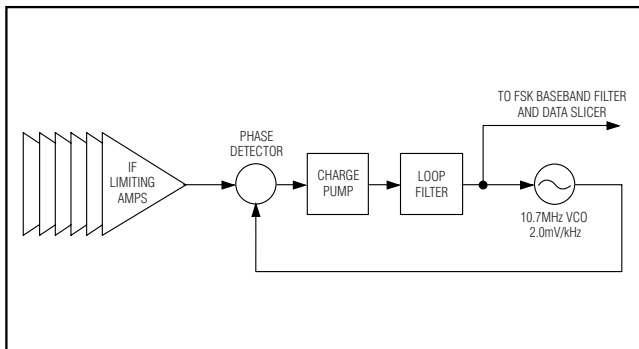 TO FSK BASEBAND FILTER
AND DATA SLICER
PHASE
DETECTOR
IF
LIMITING
AMPS
CHARGE
PUMP
LOOP
FILTER
10.7MHz VCO
2.0mV/kHz